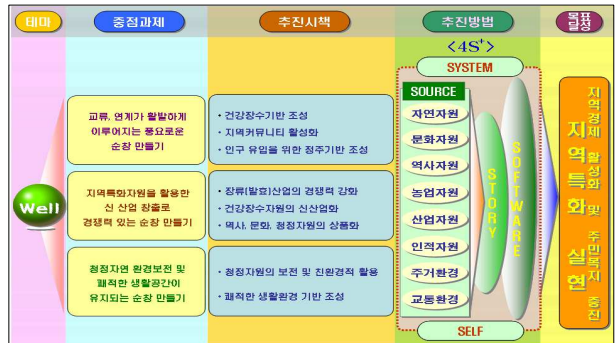 테마
중점과제
추진시책
추진방법
목표
달성
<4S⁺>
SYSTEM
Well
교류, 연계가 활발하게
이루어지는 풍요로운
순창 만들기
지역특화자원을 활용한
신 산업 창출로
경쟁력 있는 순창 만들기
청정자연 환경보전 및
쾌적한 생활공간이
유지되는 순창 만들기
• 건강장수기반 조성
• 지역커뮤니티 활성화
• 인구 유입을 위한 정주기반 조성
• 장류(발효)산업의 경쟁력 강화
• 건강장수자원의 신산업화
• 역사, 문화, 청정자원의 상품화
• 청정자원의 보전 및 친환경적 활용
• 쾌적한 생활환경 기반 조성
SOURCE
자연자원
문화자원
역사자원
농업자원
산업자원
인적자원
주거환경
교통환경
STORY
SOFTWARE
SELF
지역경제 활성화 및 주민복지 증진
지역특화 실현